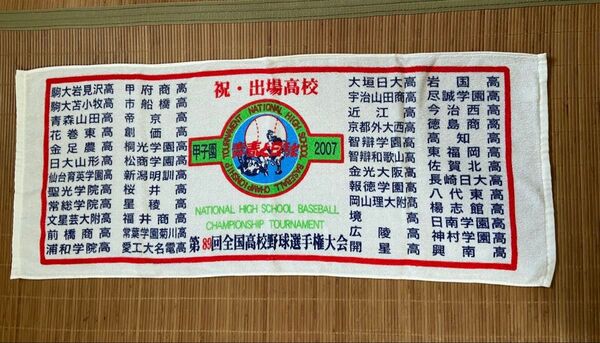 駒大岩見沢高
駒大苫小牧高
青森山田高
花巻東高
金足農高
日大山形高
仙台育英学園高
聖光学院高
常総学院高
文星芸大附高
前橋商高
浦和学院高
甲府商高
市船橋高
帝京高
創価高
桐光学園高
松商学園高
新潟明訓高
桜井高
星稜高
福井商高
常葉学園菊川高
愛工大名電高
祝・出場高校
NATIONAL HIGH SCHOOL BASEBALL
CHAMPIONSHIP TOURNAMENT
甲子園
2007
NATIONAL HIGH SCHOOL BASEBALL
CHAMPIONSHIP TOURNAMENT
第89回全国高校野球選手権大会
大垣日大高
宇治山田商高
近江高
京都外大西高
智辯学園高
智辯和歌山高
金光大阪高
報徳学園高
岡山理大附高
境高
広陵高
開星高
岩国高
尽誠学園高
今治西高
徳島商高
高知高
東福岡高
佐賀北高
長崎日大高
八代東高
楊志館高
日南学園高
神村学園高
興南高